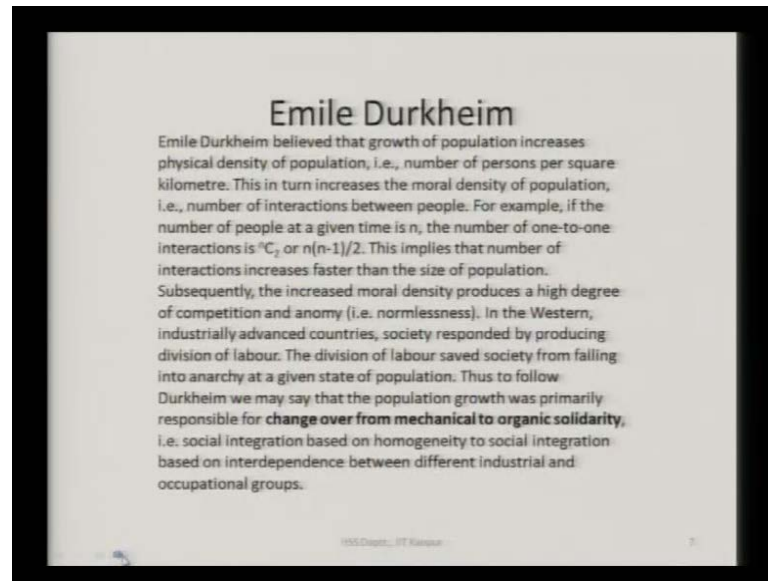 Emile Durkheim
Emile Durkheim believed that growth of population increases
physical density of population, i.e., number of persons per square
kilometre. This in turn increases the moral density of population,
i.e., number of interactions between people. For example, if the
number of people at a given time is n, the number of one-to-one
interactions is ⁿC₂ or n(n-1)/2. This implies that number of
interactions increases faster than the size of population.
Subsequently, the increased moral density produces a high degree
of competition and anomy (i.e. normlessness). In the Western,
industrially advanced countries, society responded by producing
division of labour. The division of labour saved society from falling
into anarchy at a given state of population. Thus to follow
Durkheim we may say that the population growth was primarily
responsible for change over from mechanical to organic solidarity,
i.e. social integration based on homogeneity to social integration
based on interdependence between different industrial and
occupational groups.
HSS Deptt., IIT Kanpur
7